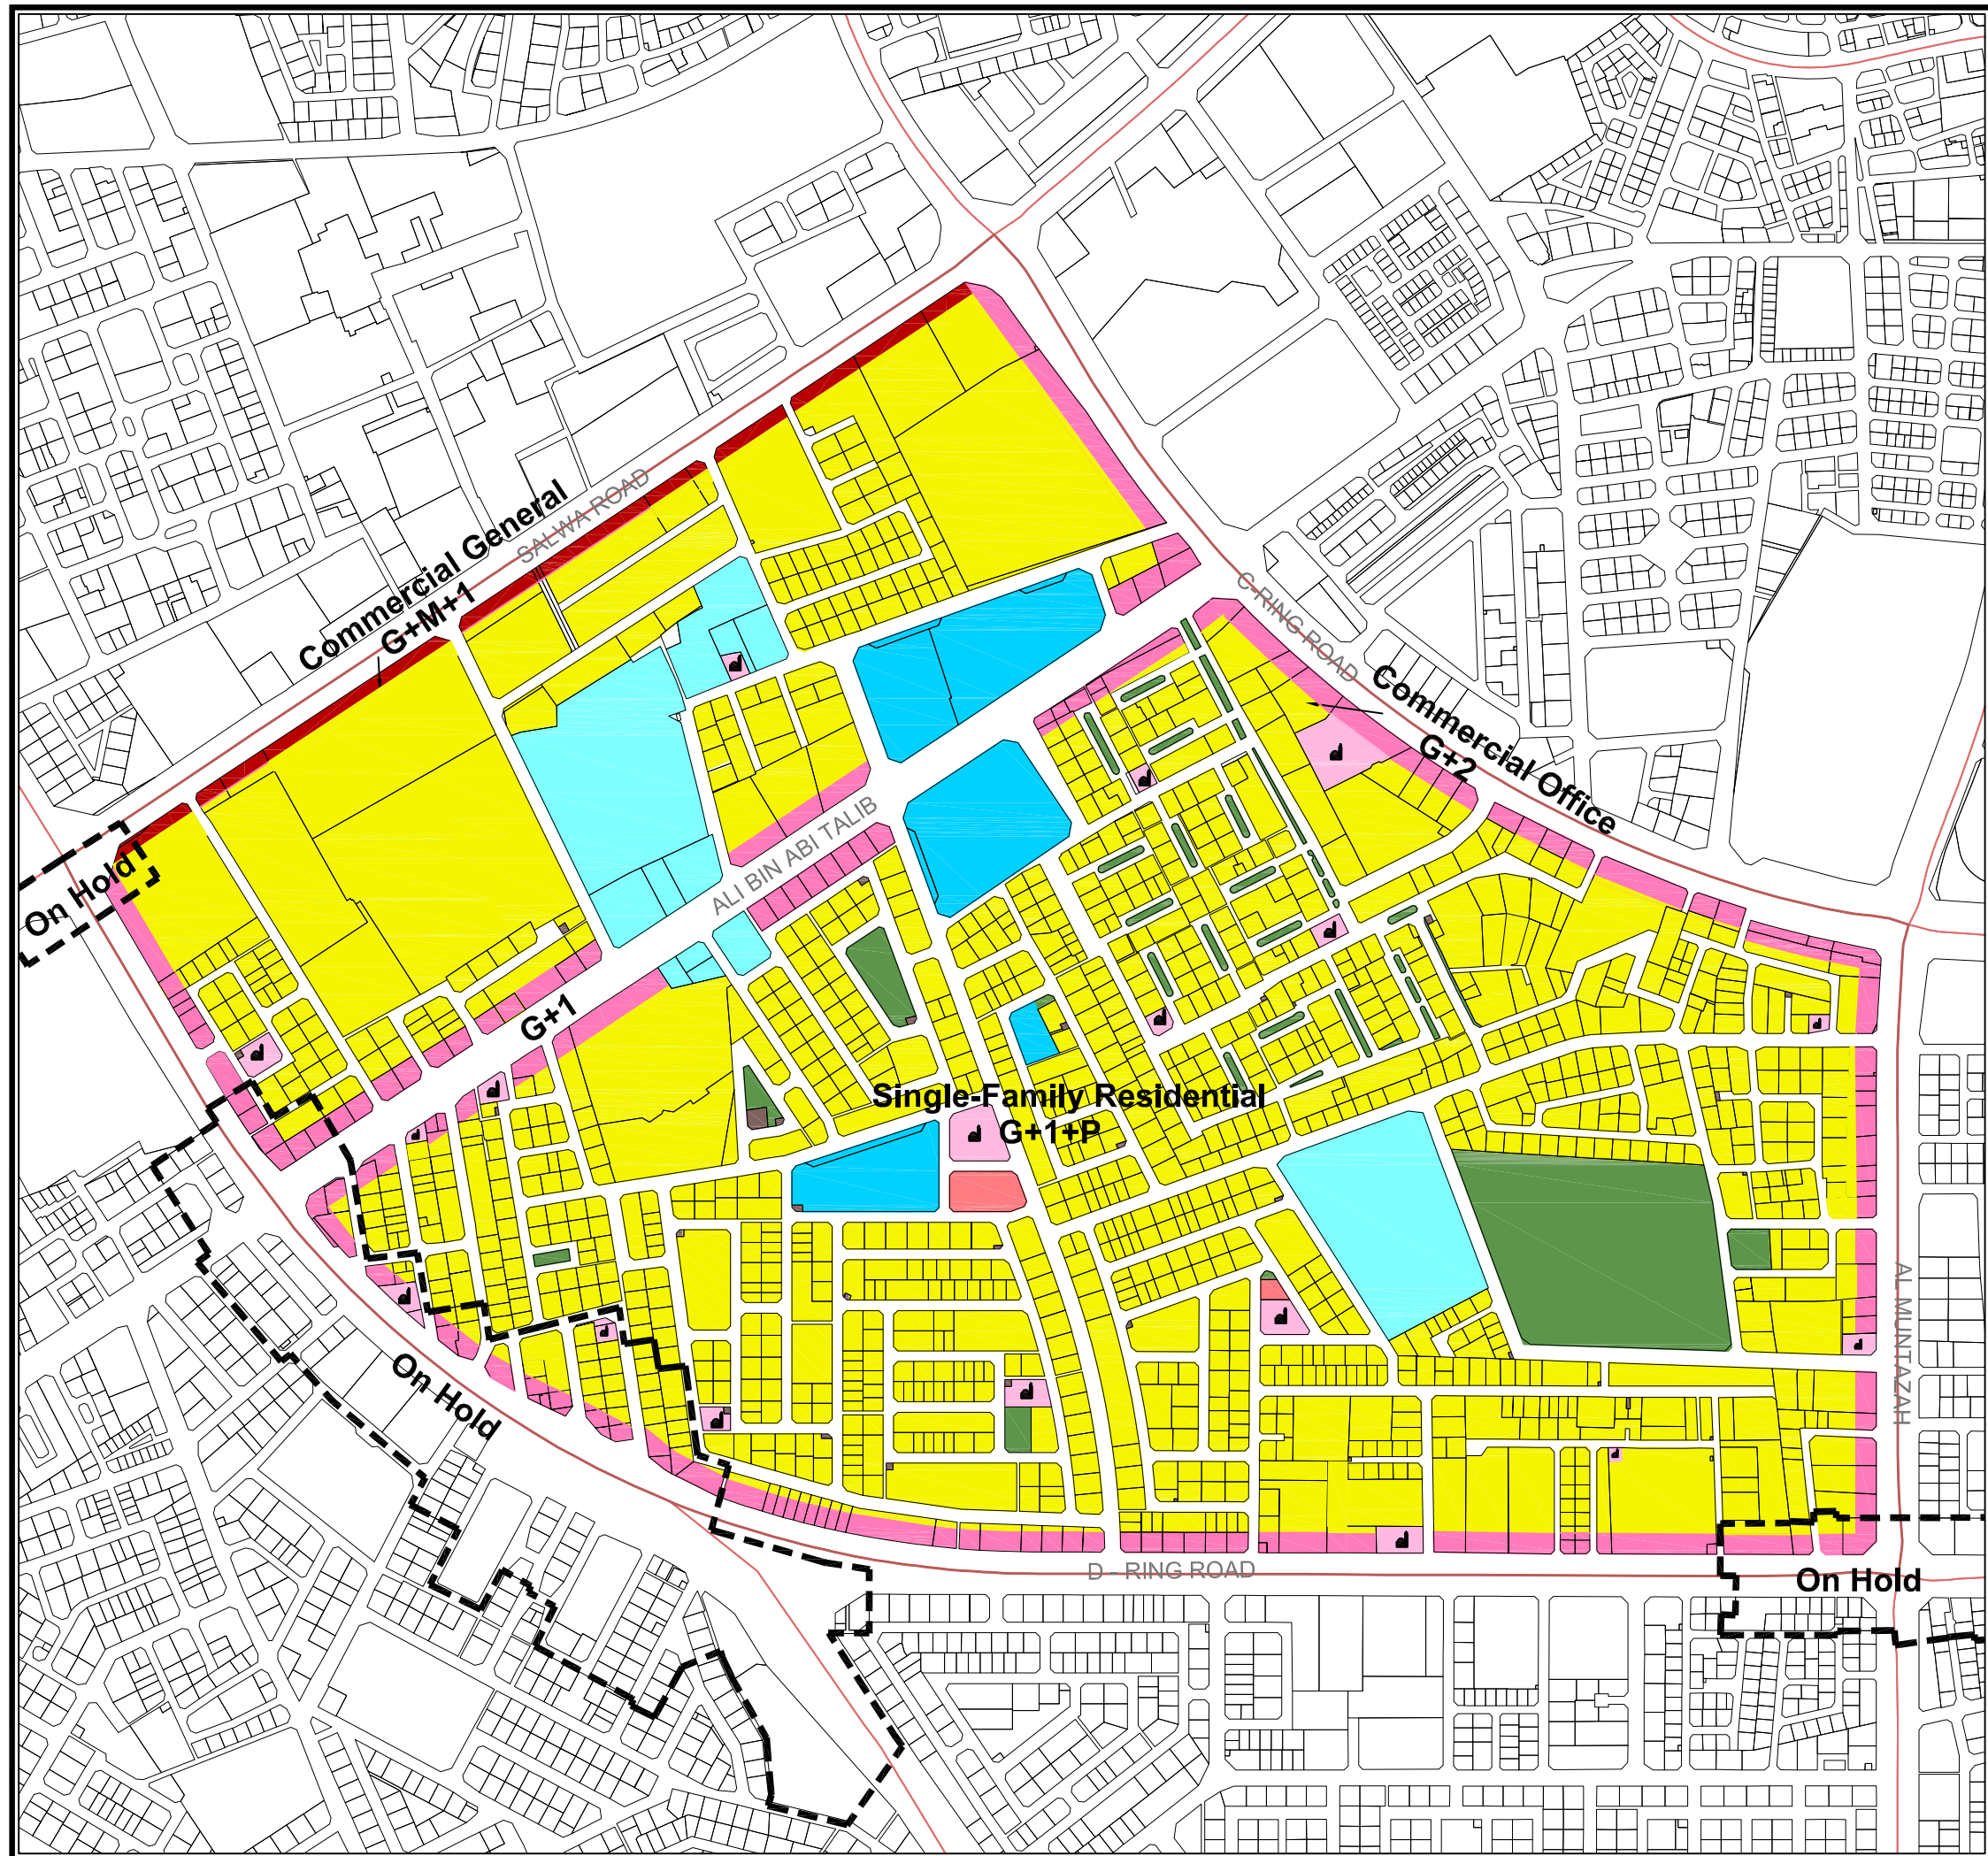 SALWA ROAD
Commercial General
G+M+1
C-RING ROAD
Commercial Office
G+2
On Hold
ALI BIN ABI TALIB
G+1
Single-Family Residential
G+1+P
AL MUNTAZAH
On Hold
D - RING ROAD
On Hold